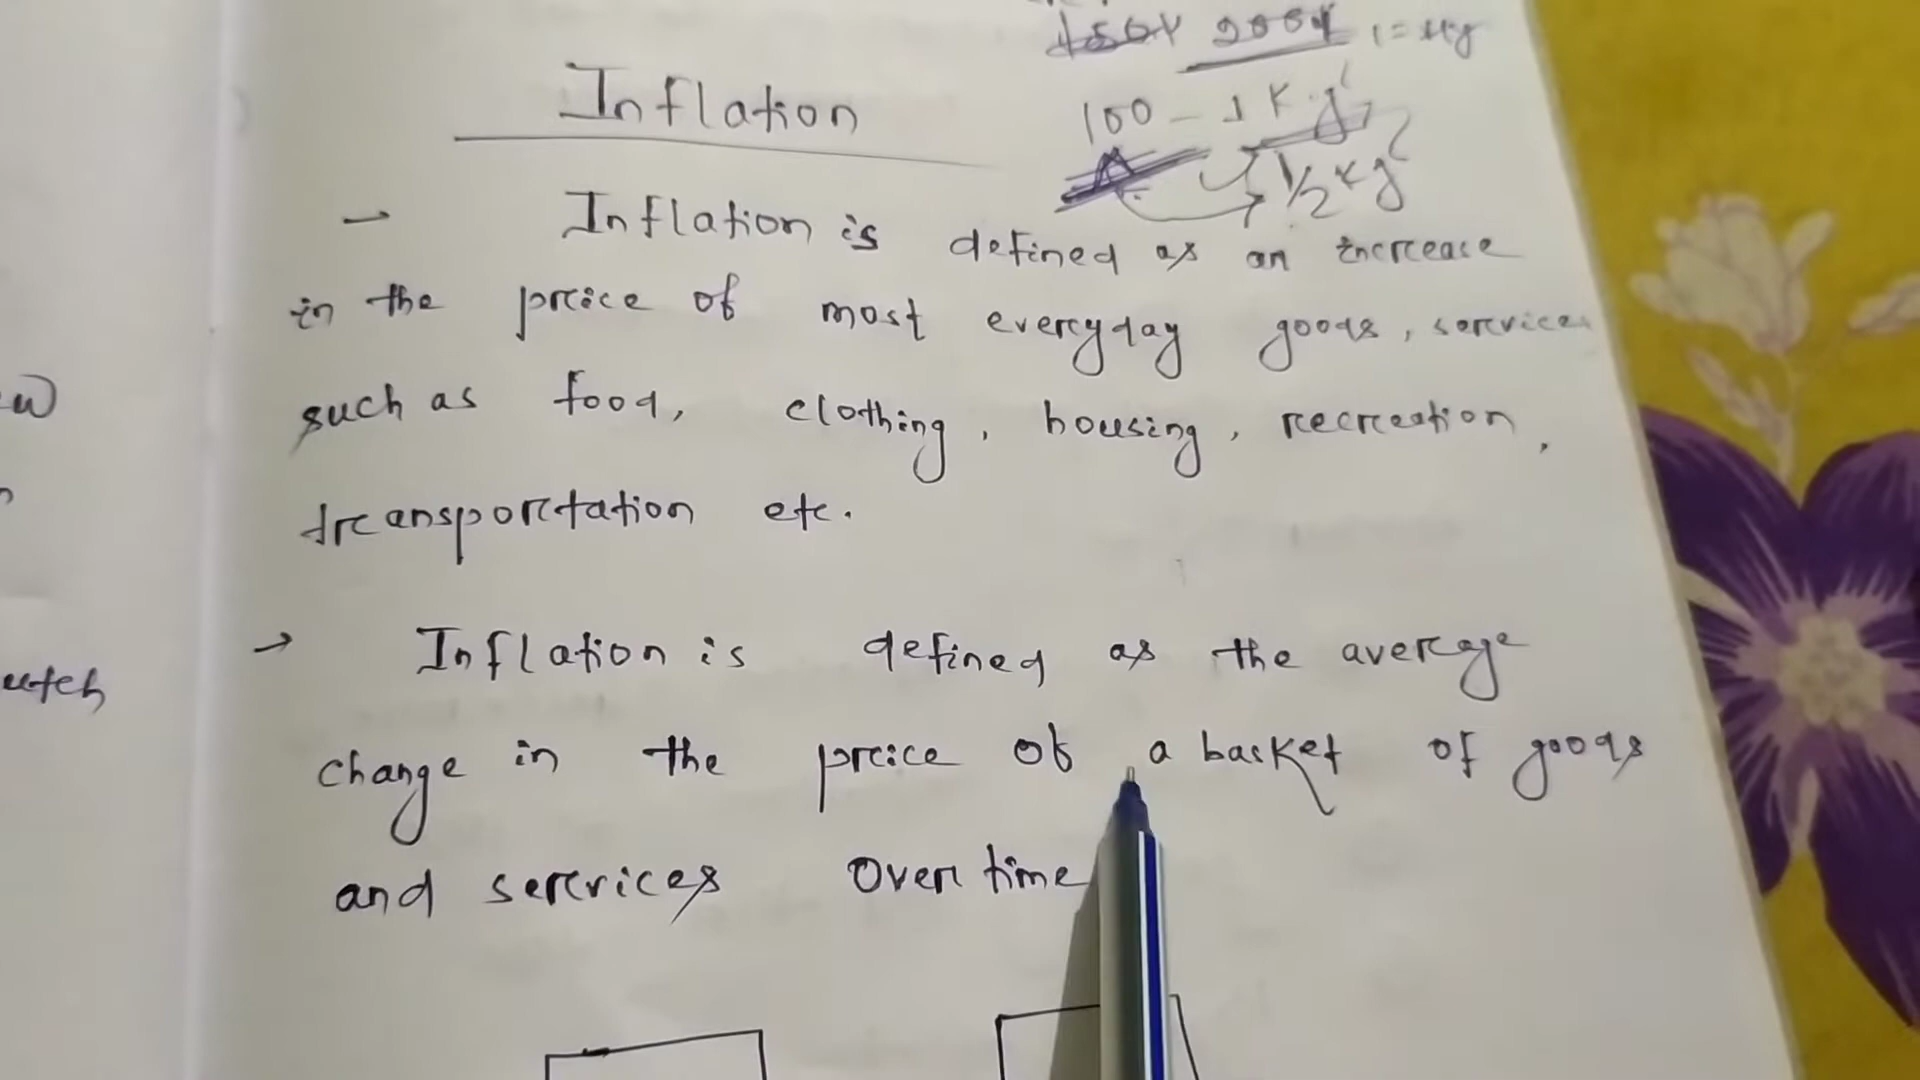 2004
Inflation
100 - 1 Kg
1/2 Kg
→ Inflation is defined as an increase
in the price of most everyday goods, services
such as food, clothing, housing, recreation,
transportation etc.
→ Inflation is defined as the average
change in the price of a basket of goods
and services over time